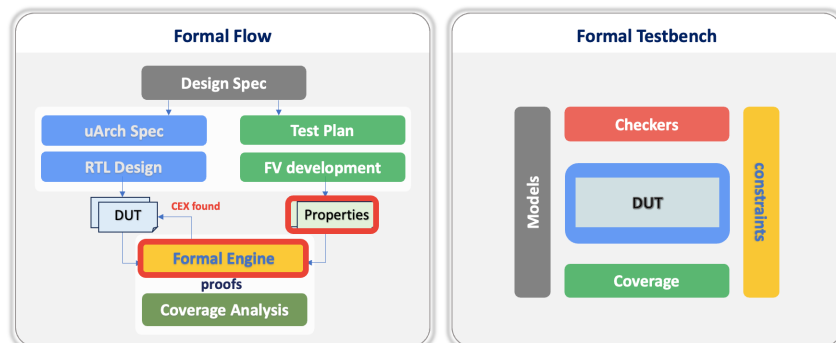 Formal Flow
Design Spec
uArch Spec
Test Plan
RTL Design
FV development
DUT
CEX found
Properties
Formal Engine
proofs
Coverage Analysis
Formal Testbench
Models
Checkers
DUT
Coverage
constraints